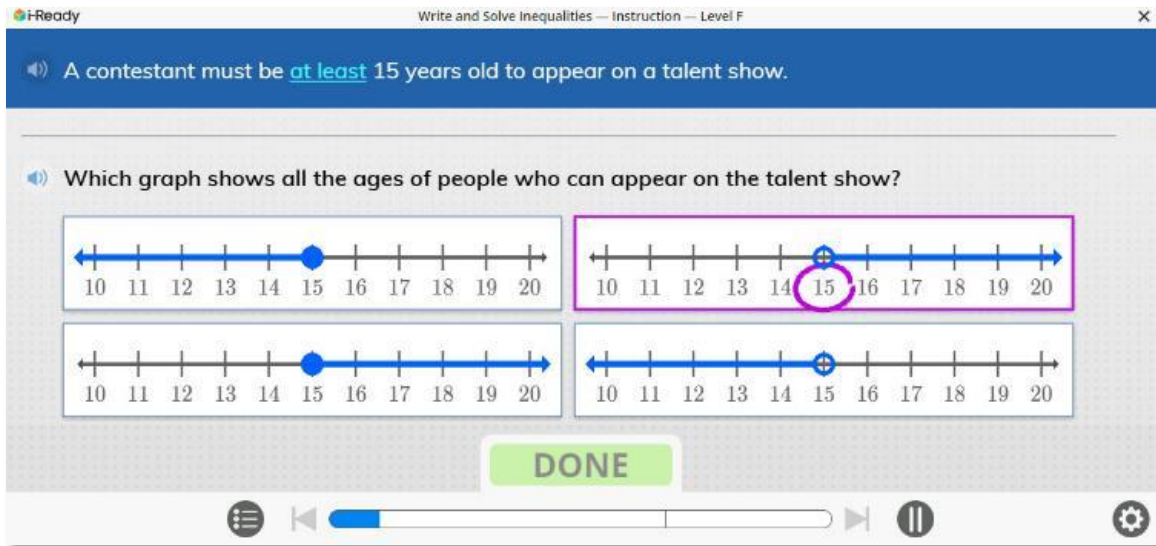 i-Ready
Write and Solve Inequalities — Instruction — Level F
A contestant must be at least 15 years old to appear on a talent show.
Which graph shows all the ages of people who can appear on the talent show?
10 11 12 13 14 15 16 17 18 19 20
10 11 12 13 14 15 16 17 18 19 20
10 11 12 13 14 15 16 17 18 19 20
10 11 12 13 14 15 16 17 18 19 20
DONE